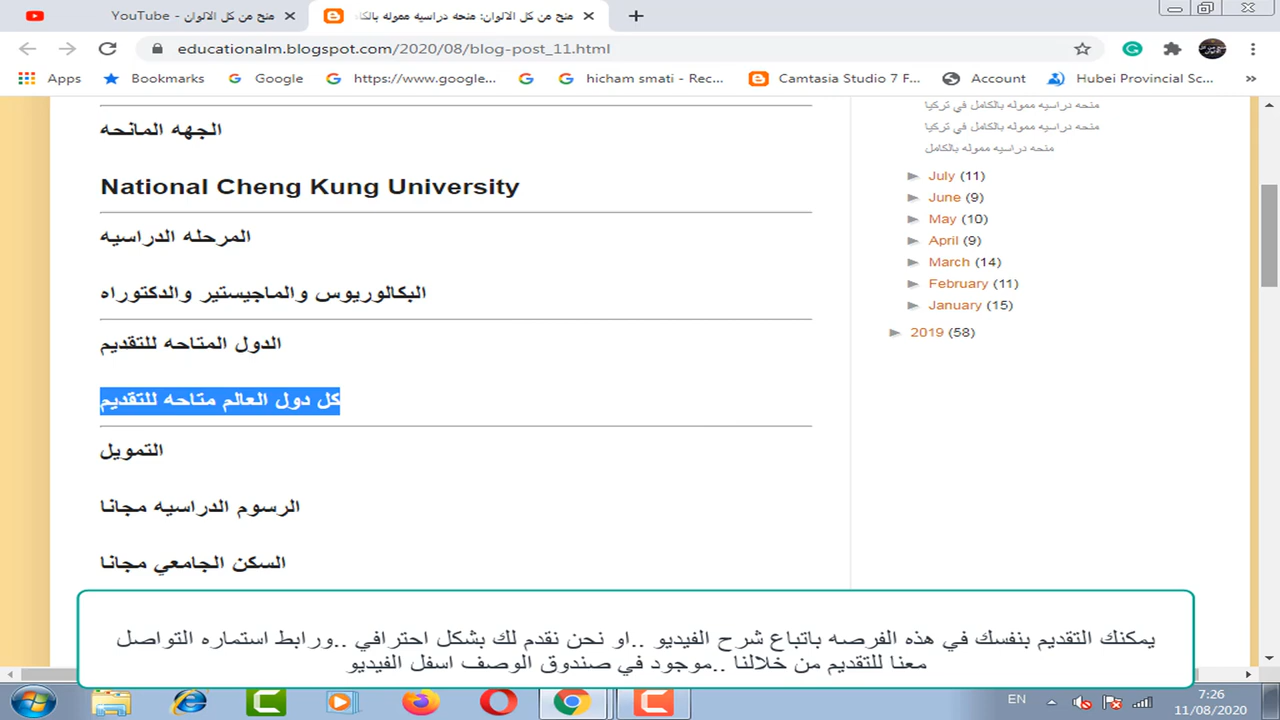 منح من كل الالوان - YouTube
منح من كل الالوان: منحه دراسيه مموله بالكا
educationalm.blogspot.com/2020/08/blog-post_11.html
Apps Bookmarks Google https://www.google... hicham smati - Rec... Camtasia Studio 7 F... Account Hubei Provincial Sc... »
الجهه المانحه
National Cheng Kung University
المرحله الدراسيه
البكالوريوس والماجيستير والدكتوراه
الدول المتاحه للتقديم
كل دول العالم متاحه للتقديم
التمويل
الرسوم الدراسيه مجانا
السكن الجامعي مجانا
منحه دراسيه مموله بالكامل في تركيا
منحه دراسيه مموله بالكامل في تركيا
منحه دراسيه مموله بالكامل
► July (11)
► June (9)
► May (10)
► April (9)
► March (14)
► February (11)
► January (15)
► 2019 (58)
يمكنك التقديم بنفسك في هذه الفرصه باتباع شرح الفيديو ..او نحن نقدم لك بشكل احترافي ..ورابط استماره التواصل
معنا للتقديم من خلالنا ..موجود في صندوق الوصف اسفل الفيديو
EN
7:26
11/08/2020